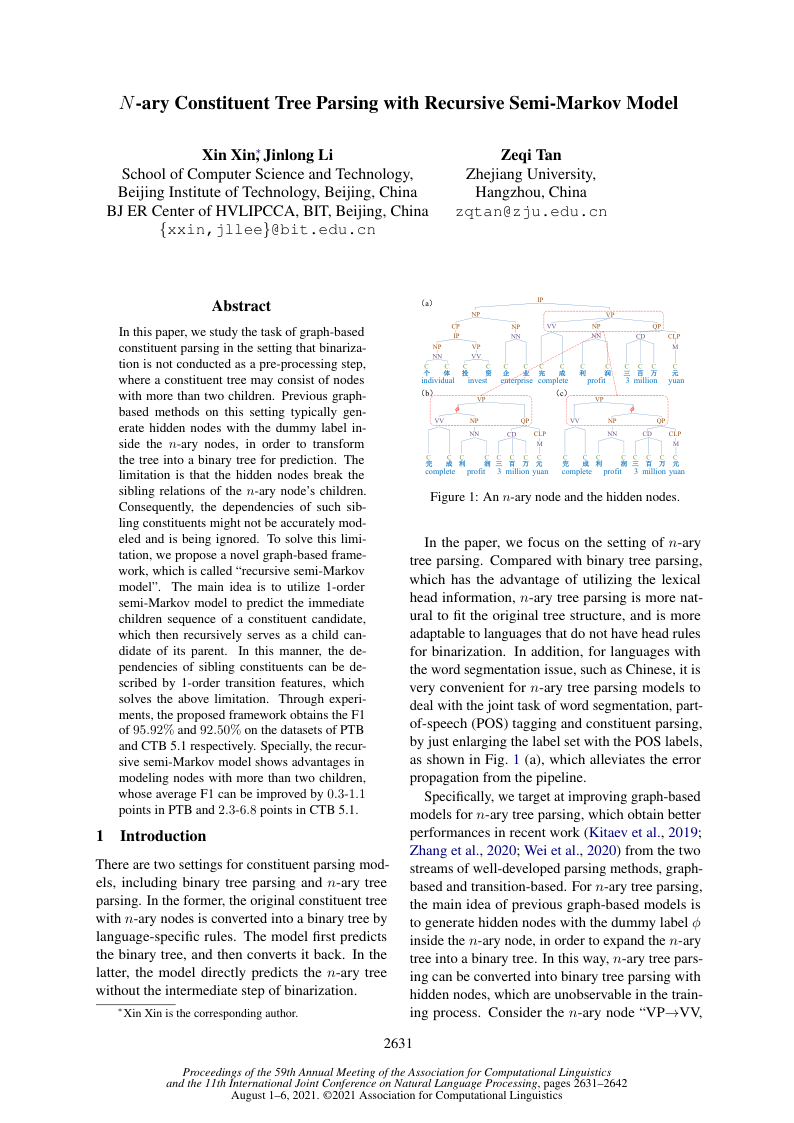 N-ary Constituent Tree Parsing with Recursive Semi-Markov Model
Xin Xin∗, Jinlong Li
School of Computer Science and Technology,
Beijing Institute of Technology, Beijing, China
BJ ER Center of HVLIPCCA, BIT, Beijing, China
{xxin,jllee}@bit.edu.cn
Zeqi Tan
Zhejiang University,
Hangzhou, China
zqtan@zju.edu.cn
Abstract
In this paper, we study the task of graph-based
constituent parsing in the setting that binariza-
tion is not conducted as a pre-processing step,
where a constituent tree may consist of nodes
with more than two children. Previous graph-
based methods on this setting typically gen-
erate hidden nodes with the dummy label in-
side the n-ary nodes, in order to transform
the tree into a binary tree for prediction. The
limitation is that the hidden nodes break the
sibling relations of the n-ary node's children.
Consequently, the dependencies of such sib-
ling constituents might not be accurately mod-
eled and is being ignored. To solve this limi-
tation, we propose a novel graph-based frame-
work, which is called “recursive semi-Markov
model”. The main idea is to utilize 1-order
semi-Markov model to predict the immediate
children sequence of a constituent candidate,
which then recursively serves as a child can-
didate of its parent. In this manner, the de-
pendencies of sibling constituents can be de-
scribed by 1-order transition features, which
solves the above limitation. Through experi-
ments, the proposed framework obtains the F1
of 95.92% and 92.50% on the datasets of PTB
and CTB 5.1 respectively. Specially, the recur-
sive semi-Markov model shows advantages in
modeling nodes with more than two children,
whose average F1 can be improved by 0.3-1.1
points in PTB and 2.3-6.8 points in CTB 5.1.
1 Introduction
There are two settings for constituent parsing mod-
els, including binary tree parsing and n-ary tree
parsing. In the former, the original constituent tree
with n-ary nodes is converted into a binary tree by
language-specific rules. The model first predicts
the binary tree, and then converts it back. In the
latter, the model directly predicts the n-ary tree
without the intermediate step of binarization.
∗Xin Xin is the corresponding author.
(a)
IP
NP VP
CP NP VV NP QP
IP NN NN CD CLP
NP VP M
NN VV
C C C C C C C C C C C C C C
个 体 投 资 企 业 完 成 利 润 三 百 万 元
individual invest enterprise complete profit 3 million yuan
(b)
VP
ϕ
VV NP QP
NN CD CLP
M
C C C C C C C C
完 成 利 润 三 百 万 元
complete profit 3 million yuan
(c)
VP
ϕ
VV NP QP
NN CD CLP
M
C C C C C C C C
完 成 利 润 三 百 万 元
complete profit 3 million yuan
Figure 1: An n-ary node and the hidden nodes.
In the paper, we focus on the setting of n-ary
tree parsing. Compared with binary tree parsing,
which has the advantage of utilizing the lexical
head information, n-ary tree parsing is more nat-
ural to fit the original tree structure, and is more
adaptable to languages that do not have head rules
for binarization. In addition, for languages with
the word segmentation issue, such as Chinese, it is
very convenient for n-ary tree parsing models to
deal with the joint task of word segmentation, part-
of-speech (POS) tagging and constituent parsing,
by just enlarging the label set with the POS labels,
as shown in Fig. 1 (a), which alleviates the error
propagation from the pipeline.
Specifically, we target at improving graph-based
models for n-ary tree parsing, which obtain better
performances in recent work (Kitaev et al., 2019;
Zhang et al., 2020; Wei et al., 2020) from the two
streams of well-developed parsing methods, graph-
based and transition-based. For n-ary tree parsing,
the main idea of previous graph-based models is
to generate hidden nodes with the dummy label ϕ
inside the n-ary node, in order to expand the n-ary
tree into a binary tree. In this way, n-ary tree pars-
ing can be converted into binary tree parsing with
hidden nodes, which are unobservable in the train-
ing process. Consider the n-ary node “VP→VV,
2631
Proceedings of the 59th Annual Meeting of the Association for Computational Linguistics
and the 11th International Joint Conference on Natural Language Processing, pages 2631–2642
August 1–6, 2021. ©2021 Association for Computational Linguistics